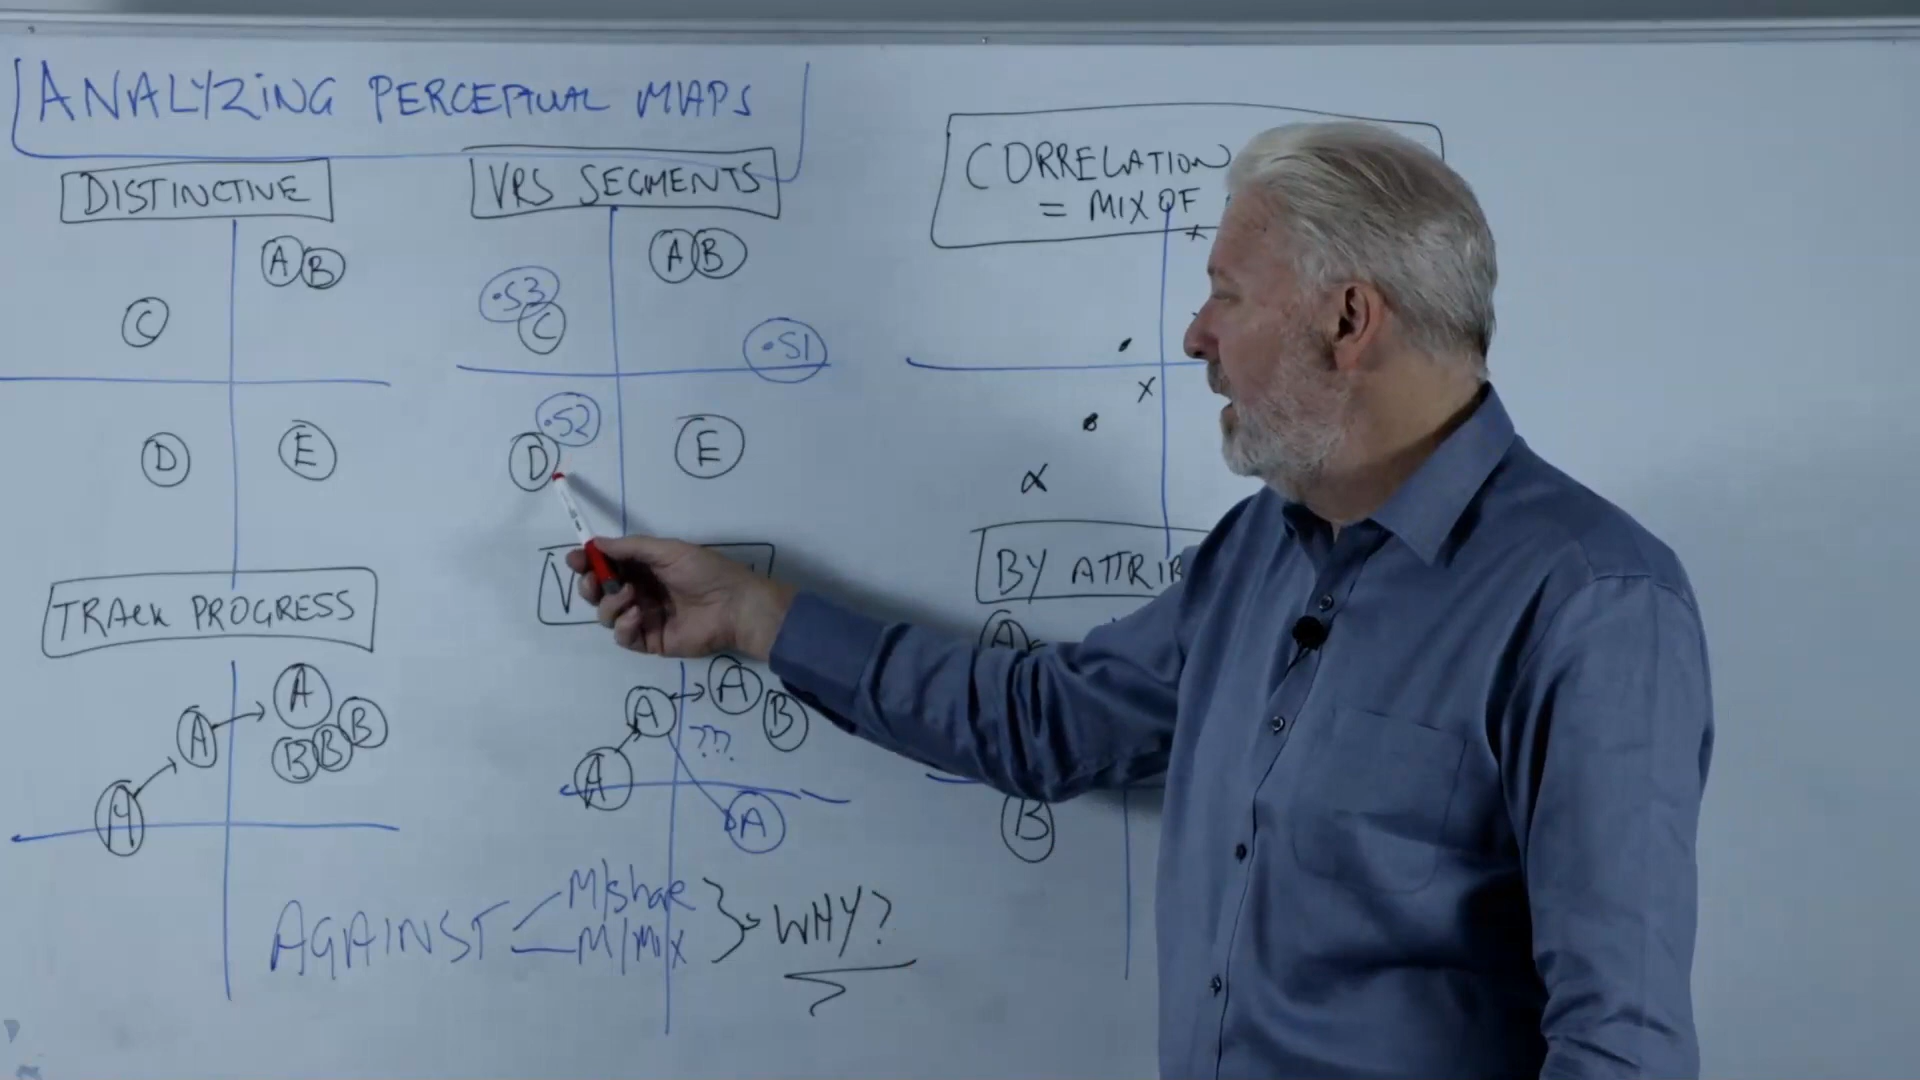 ANALYZING PERCEPTUAL MAPS
DISTINCTIVE
A B
C
D
E
VRS SEGMENTS
A B
.S3
C
.S1
.S2
D
E
CORRELATION
= MIX OF
x
x
BY ATTRIB
A
B
TRACK PROGRESS
A
A
A
B B B
V
A
A
A
B
???
A
AGAINST
M/share
M/Mix
WHY?